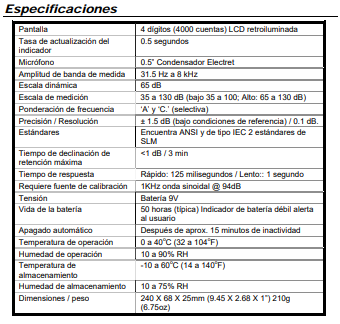 Especificaciones
Pantalla 4 dígitos (4000 cuentas) LCD retroiluminada
Tasa de actualización del indicador 0.5 segundos
Micrófono 0.5" Condensador Electret
Amplitud de banda de medida 31.5 Hz a 8 kHz
Escala dinámica 65 dB
Escala de medición 35 a 130 dB (bajo 35 a 100; Alto: 65 a 130 dB)
Ponderación de frecuencia ‘A’ y ‘C.’ (selectiva)
Precisión / Resolución ± 1.5 dB (bajo condiciones de referencia) / 0.1 dB.
Estándares Encuentra ANSI y de tipo IEC 2 estándares de SLM
Tiempo de declinación de retención máxima <1 dB / 3 min
Tiempo de respuesta Rápido: 125 milisegundos / Lento:: 1 segundo
Requiere fuente de calibración 1KHz onda sinoidal @ 94dB
Tensión Batería 9V
Vida de la batería 50 horas (típica) Indicador de batería débil alerta al usuario
Apagado automático Después de aprox. 15 minutos de inactividad
Temperatura de operación 0 a 40°C (32 a 104°F)
Humedad de operación 10 a 90% RH
Temperatura de almacenamiento -10 a 60°C (14 a 140°F)
Humedad de almacenamiento 10 a 75% RH
Dimensiones / peso 240 X 68 X 25mm (9.45 X 2.68 X 1") 210g (6.75oz)